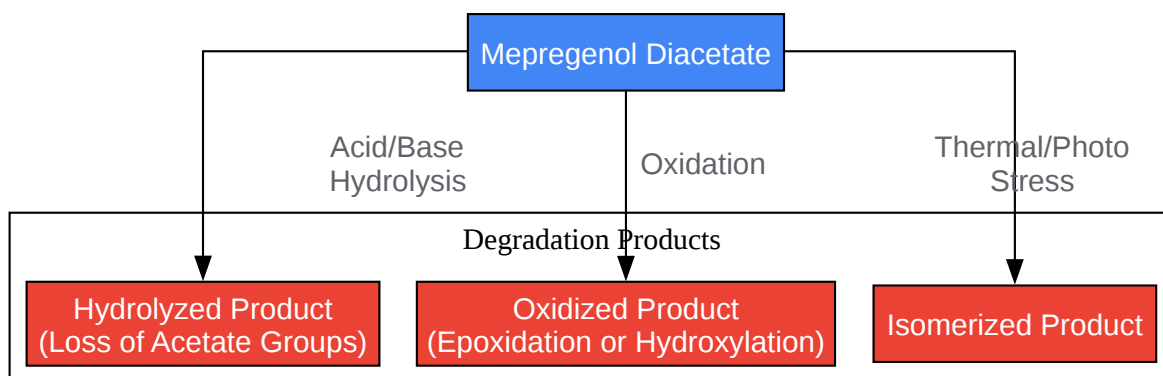 Mepregenol Diacetate
Acid/Base
Hydrolysis
Oxidation
Thermal/Photo
Stress
Degradation Products
Hydrolyzed Product
(Loss of Acetate Groups)
Oxidized Product
(Epoxidation or Hydroxylation)
Isomerized Product